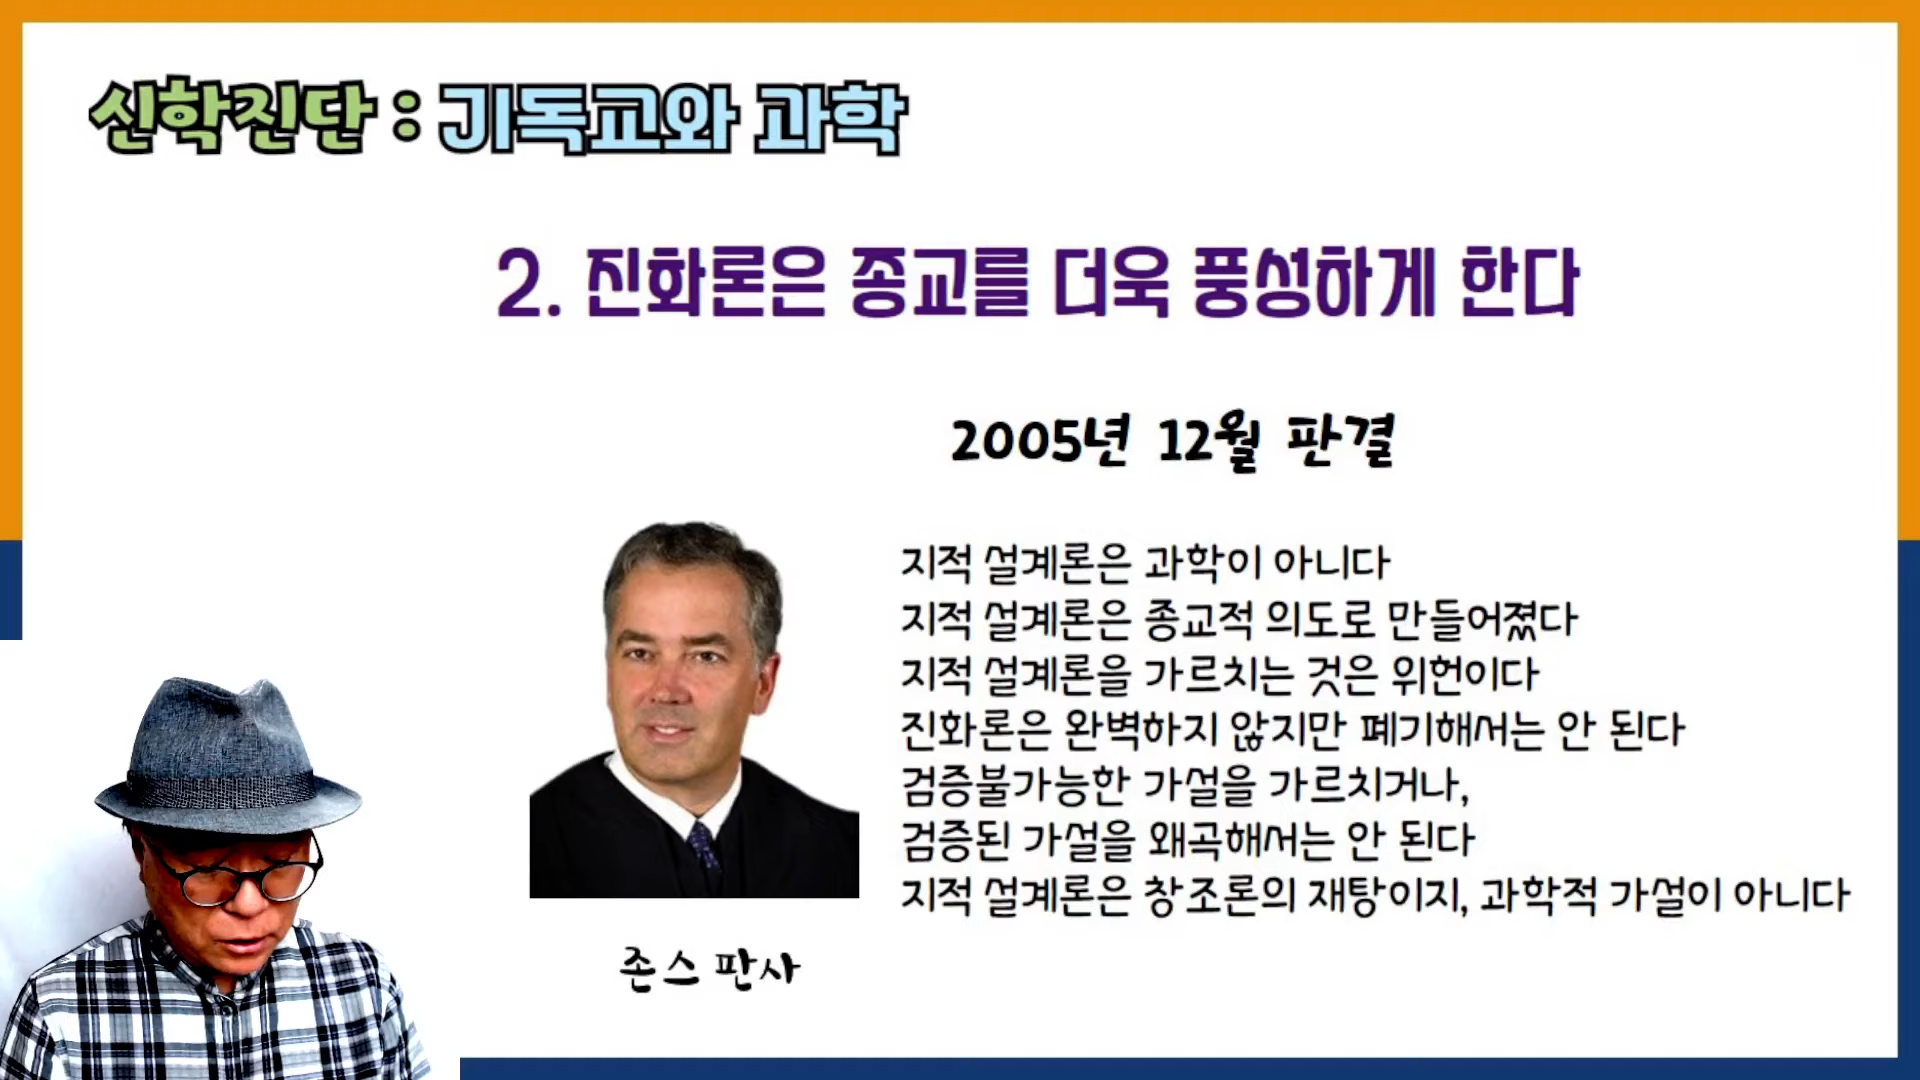 신학진단 : 기독교와 과학
2. 진화론은 종교를 더욱 풍성하게 한다
2005년 12월 판결
지적 설계론은 과학이 아니다
지적 설계론은 종교적 의도로 만들어졌다
지적 설계론을 가르치는 것은 위헌이다
진화론은 완벽하지 않지만 폐기해서는 안 된다
검증불가능한 가설을 가르치거나,
검증된 가설을 왜곡해서는 안 된다
지적 설계론은 창조론의 재탕이지, 과학적 가설이 아니다
존스 판사